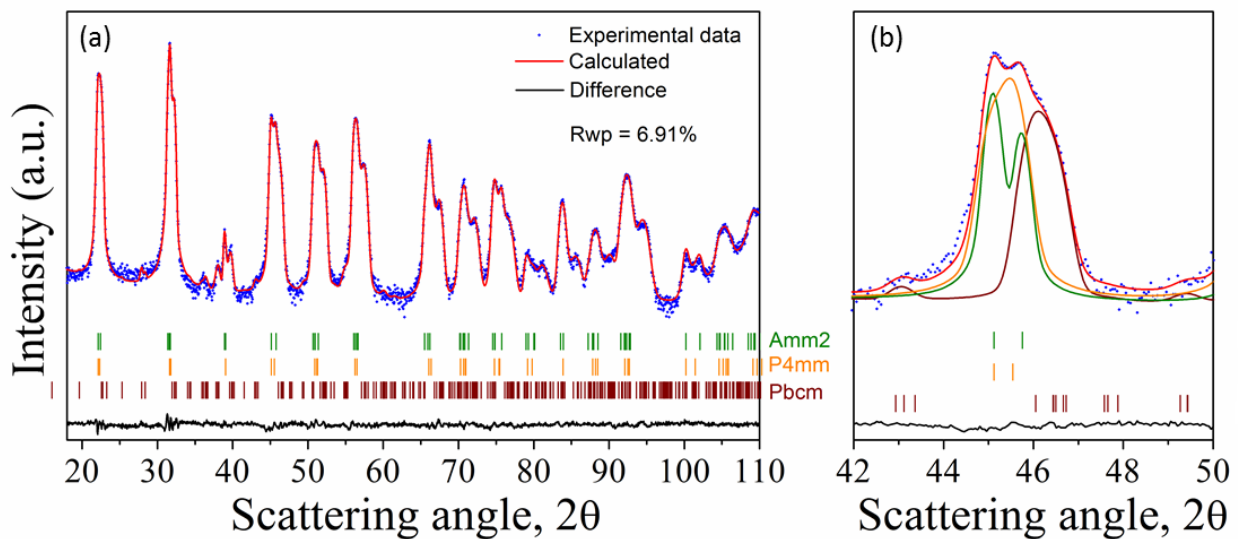 (a)
Experimental data
Calculated
Difference
Rwp = 6.91%
Intensity (a.u.)
Amm2
P4mm
Pbcm
20 30 40 50 60 70 80 90 100 110
Scattering angle, 2θ
(b)
42 44 46 48 50
Scattering angle, 2θ